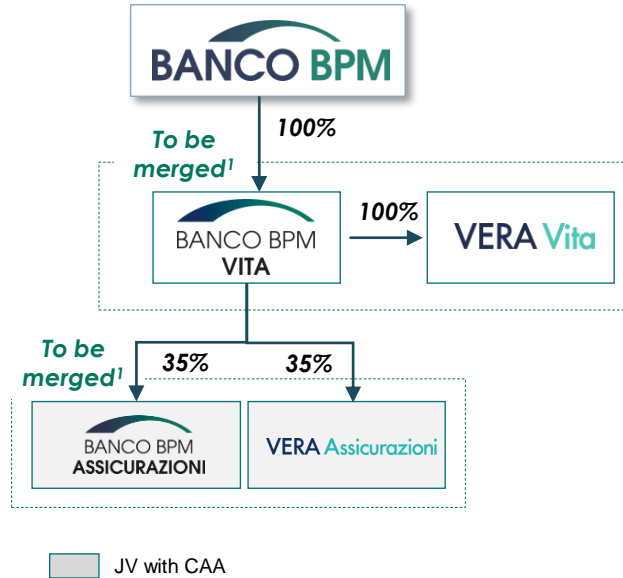 BANCO BPM
100%
To be
merged¹
100%
BANCO BPM
VITA
VERA Vita
To be
merged¹
35%
35%
BANCO BPM
ASSICURAZIONI
VERA Assicurazioni
JV with CAA